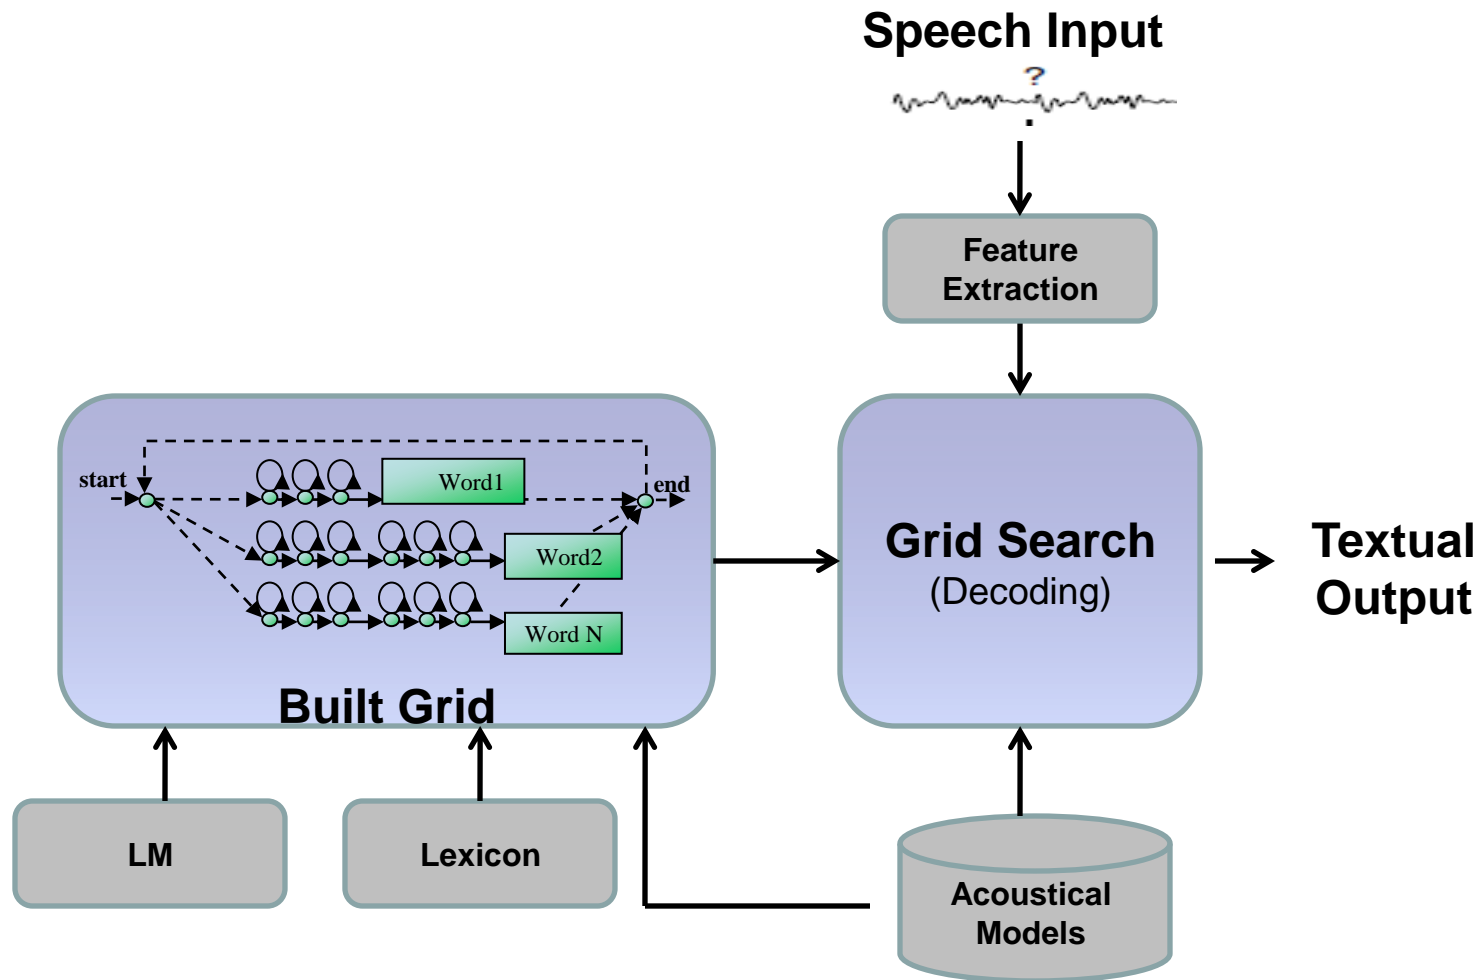 Speech Input
?
Feature
Extraction
start
Word1
end
Word2
Word N
Built Grid
Grid Search
(Decoding)
Textual
Output
LM
Lexicon
Acoustical
Models